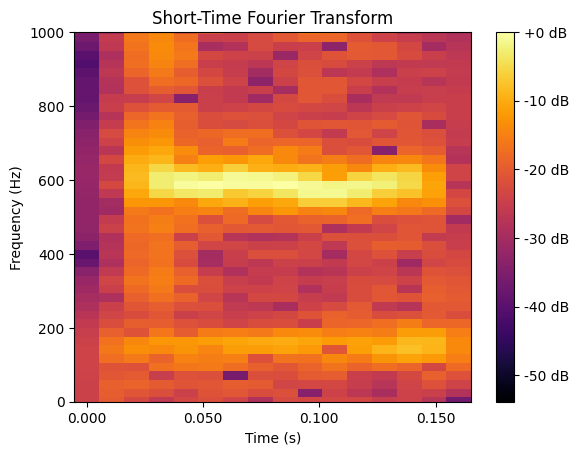 Short-Time Fourier Transform
1000
800
600
400
200
0
Frequency (Hz)
0.000
0.050
0.100
0.150
Time (s)
+0 dB
-10 dB
-20 dB
-30 dB
-40 dB
-50 dB